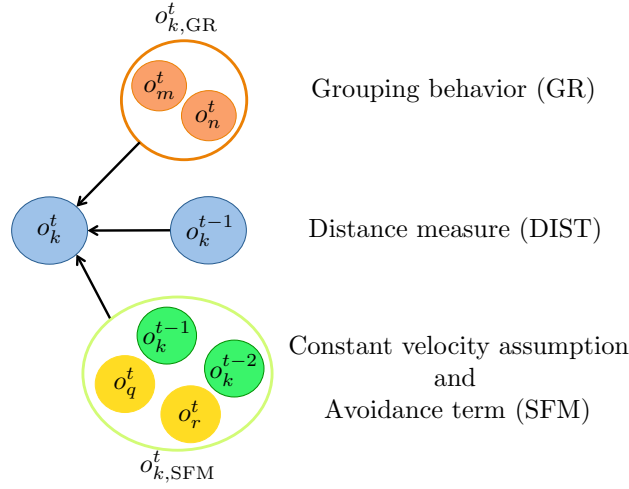 o^t_{k,GR}
o^t_m
o^t_n
Grouping behavior (GR)
o^t_k
o^{t-1}_k
Distance measure (DIST)
o^{t-1}_k
o^{t-2}_k
o^t_q
o^t_r
Constant velocity assumption
and
Avoidance term (SFM)
o^t_{k,SFM}